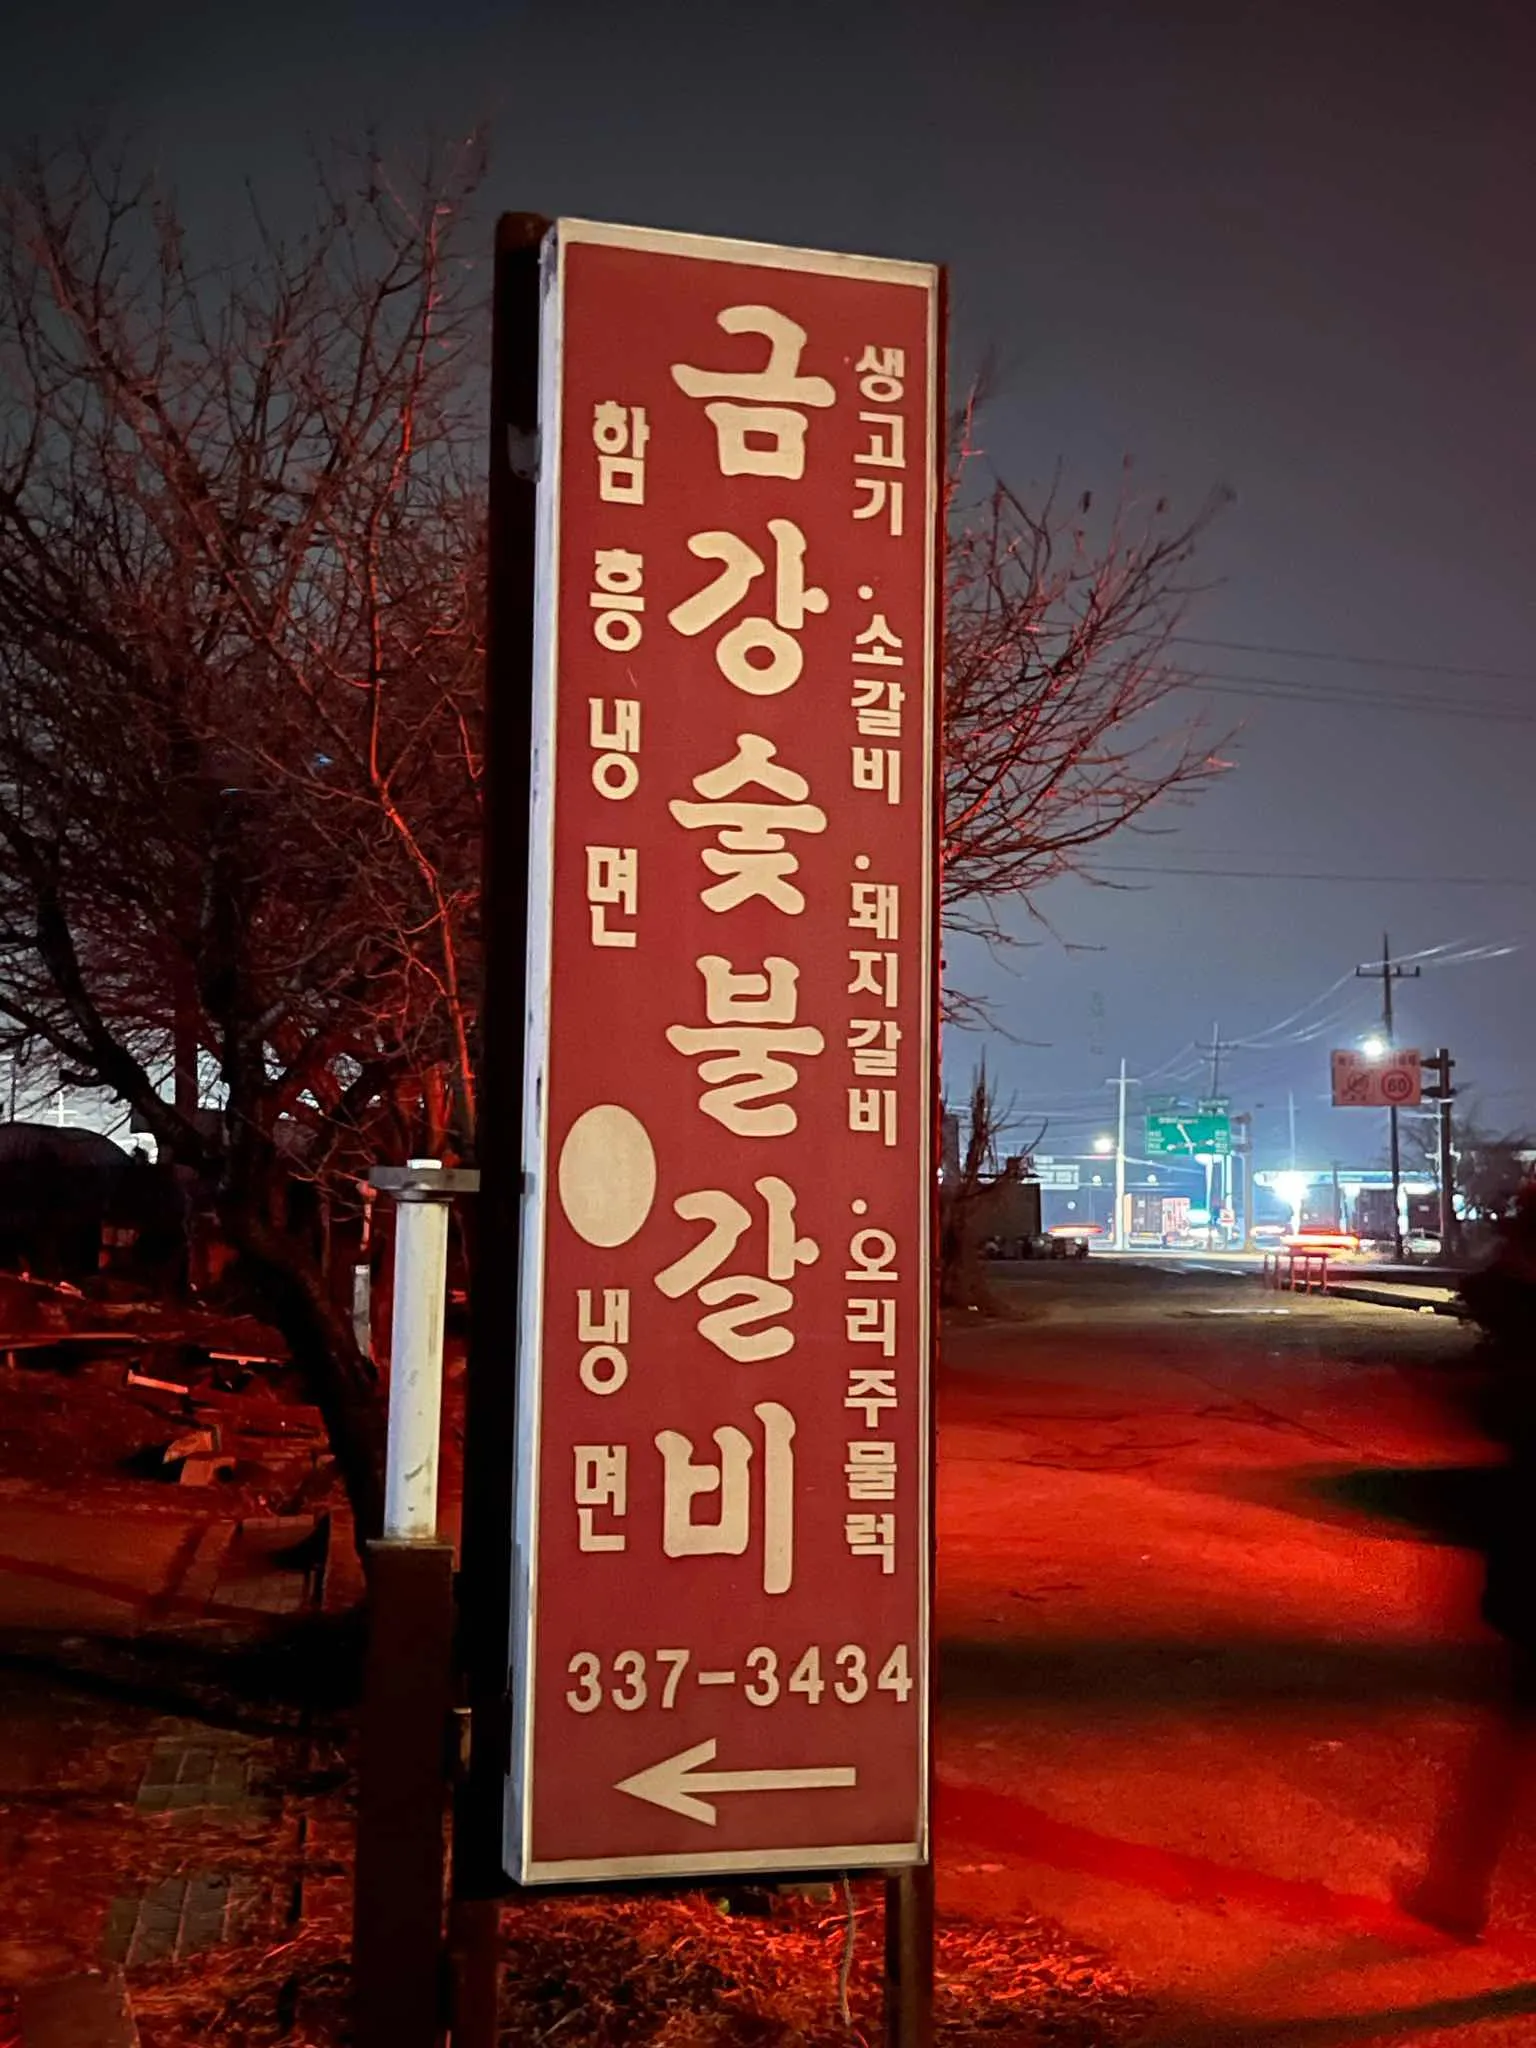 금강숯불갈비
생고기 · 소갈비 · 돼지갈비 · 오리주물럭
함흥냉면
냉면
337-3434
60